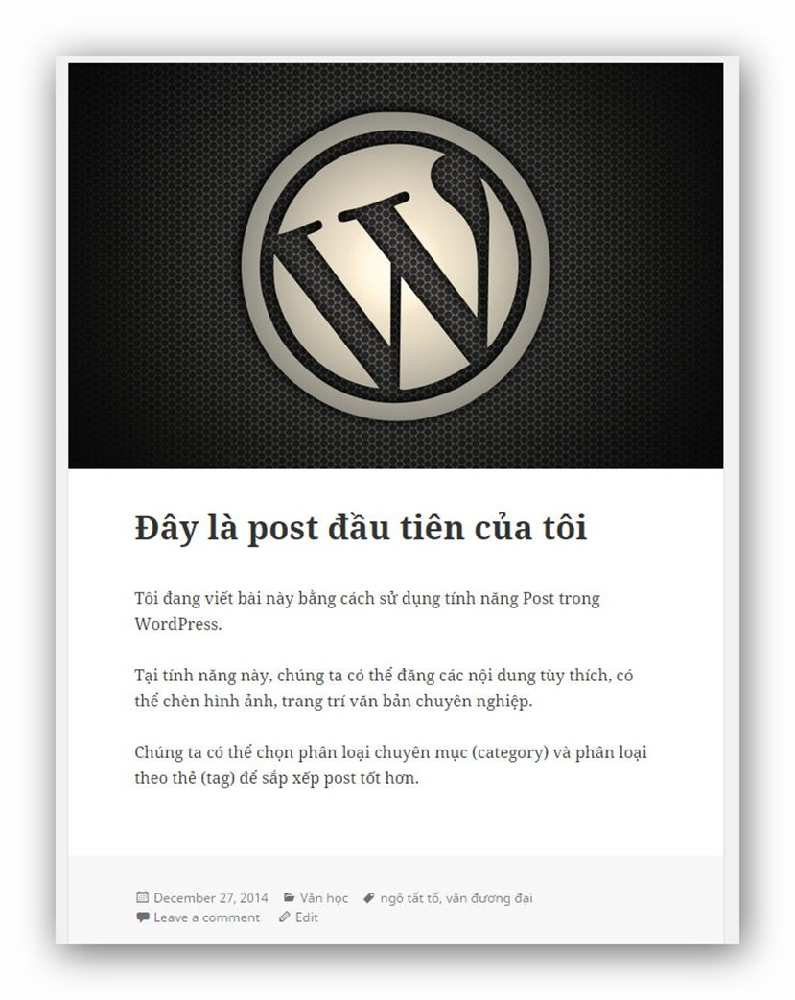 Đây là post đầu tiên của tôi
Tôi đang viết bài này bằng cách sử dụng tính năng Post trong
WordPress.
Tại tính năng này, chúng ta có thể đăng các nội dung tùy thích, có
thể chèn hình ảnh, trang trí văn bản chuyên nghiệp.
Chúng ta có thể chọn phân loại chuyên mục (category) và phân loại
theo thẻ (tag) để sắp xếp post tốt hơn.
December 27, 2014 Văn học ngô tất tố, văn đương đại
Leave a comment Edit